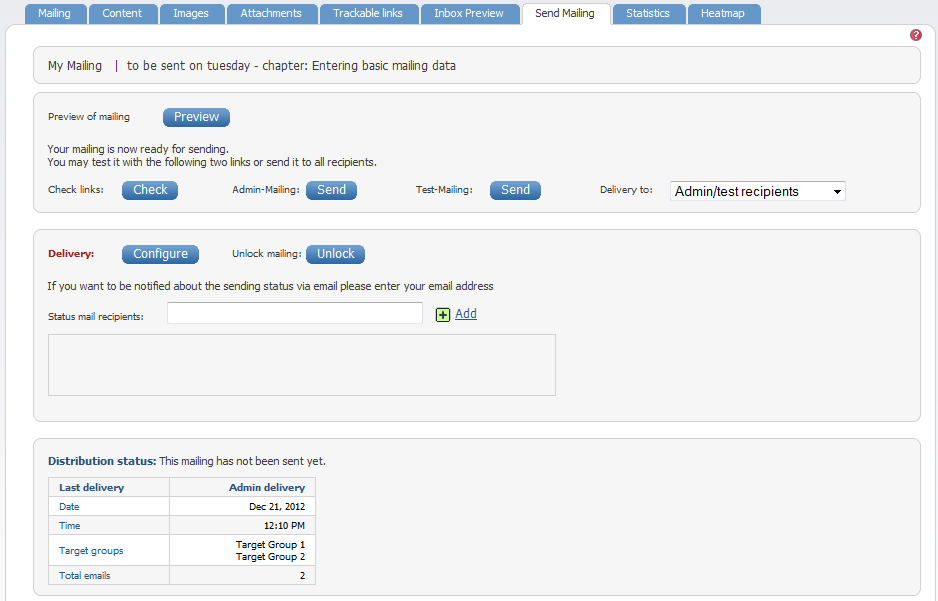 Mailing Content Images Attachments Trackable links Inbox Preview Send Mailing Statistics Heatmap
?
My Mailing | to be sent on tuesday - chapter: Entering basic mailing data
Preview of mailing Preview
Your mailing is now ready for sending.
You may test it with the following two links or send it to all recipients.
Check links: Check Admin-Mailing: Send Test-Mailing: Send Delivery to: Admin/test recipients
Delivery: Configure Unlock mailing: Unlock
If you want to be notified about the sending status via email please enter your email address
Status mail recipients: Add
Distribution status: This mailing has not been sent yet.
Last delivery Admin delivery
Date Dec 21, 2012
Time 12:10 PM
Target groups Target Group 1
Target Group 2
Total emails 2